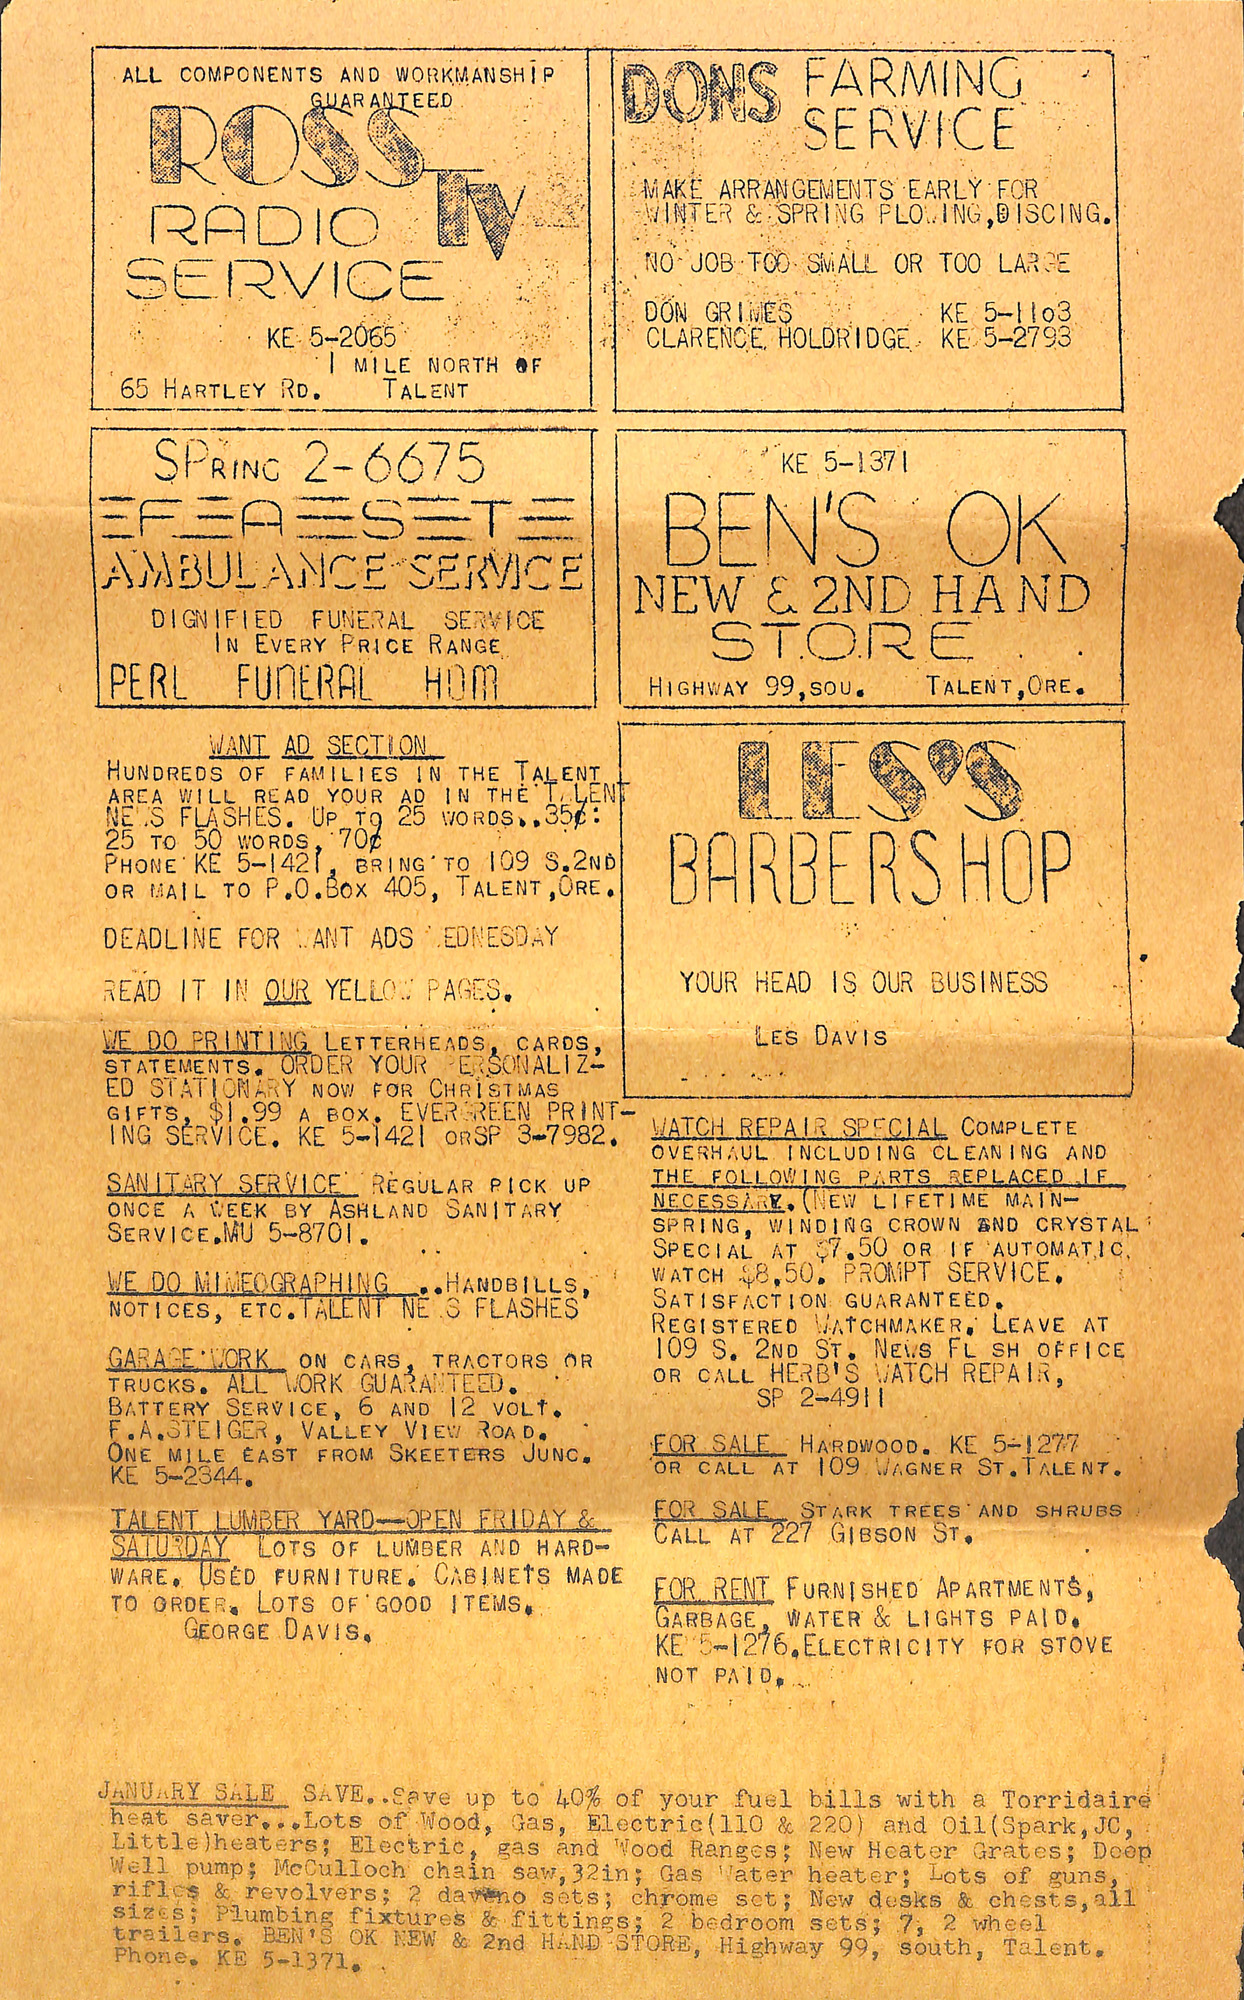 ALL COMPONENTS AND WORKMANSHIP
GUARANTEED
ROSS TV
RADIO
SERVICE
KE 5-2065
1 MILE NORTH OF
65 HARTLEY RD. TALENT
DONS FARMING
SERVICE
MAKE ARRANGEMENTS EARLY FOR
WINTER & SPRING PLOWING, DISCING.
NO JOB TOO SMALL OR TOO LARGE
DON GRIMES KE 5-1103
CLARENCE HOLDRIDGE KE 5-2793
SPRING 2-6675
FAST
AMBULANCE SERVICE
DIGNIFIED FUNERAL SERVICE
IN EVERY PRICE RANGE
PERL FUNERAL HOM
KE 5-1371
BEN'S OK
NEW & 2ND HAND
STORE
HIGHWAY 99, SOU. TALENT, ORE.
LES'S
BARBERSHOP
YOUR HEAD IS OUR BUSINESS
LES DAVIS
WANT AD SECTION
HUNDREDS OF FAMILIES IN THE TALENT
AREA WILL READ YOUR AD IN THE TALENT
NEWS FLASHES. UP TO 25 WORDS..35¢:
25 TO 50 WORDS, 70¢
PHONE KE 5-1421, BRING TO 109 S.2ND
OR MAIL TO P.O.BOX 405, TALENT, ORE.
DEADLINE FOR WANT ADS WEDNESDAY
READ IT IN OUR YELLOW PAGES.
WE DO PRINTING LETTERHEADS, CARDS,
STATEMENTS. ORDER YOUR PERSONALIZ-
ED STATIONARY NOW FOR CHRISTMAS
GIFTS, $1.99 A BOX. EVERGREEN PRINT-
ING SERVICE. KE 5-1421 ORSP 3-7982.
SANITARY SERVICE REGULAR PICK UP
ONCE A WEEK BY ASHLAND SANITARY
SERVICE.MU 5-8701.
WE DO MIMEOGRAPHING ..HANDBILLS,
NOTICES, ETC.TALENT NEWS FLASHES
GARAGE WORK ON CARS, TRACTORS OR
TRUCKS. ALL WORK GUARANTEED.
BATTERY SERVICE, 6 AND 12 VOLT.
F.A.STEIGER, VALLEY VIEW ROAD.
ONE MILE EAST FROM SKEETERS JUNC.
KE 5-2344.
TALENT LUMBER YARD—OPEN FRIDAY &
SATURDAY LOTS OF LUMBER AND HARD-
WARE. USED FURNITURE. CABINETS MADE
TO ORDER. LOTS OF GOOD ITEMS.
GEORGE DAVIS.
WATCH REPAIR SPECIAL COMPLETE
OVERHAUL INCLUDING CLEANING AND
THE FOLLOWING PARTS REPLACED IF
NECESSARY. (NEW LIFETIME MAIN-
SPRING, WINDING CROWN AND CRYSTAL
SPECIAL AT $7.50 OR IF AUTOMATIC
WATCH $8.50. PROMPT SERVICE.
SATISFACTION GUARANTEED.
REGISTERED WATCHMAKER. LEAVE AT
109 S. 2ND ST. NEWS FL SH OFFICE
OR CALL HERB'S WATCH REPAIR,
SP 2-4911
FOR SALE HARDWOOD. KE 5-1277
OR CALL AT 109 WAGNER ST.TALENT.
FOR SALE STARK TREES AND SHRUBS
CALL AT 227 GIBSON ST.
FOR RENT FURNISHED APARTMENTS,
GARBAGE, WATER & LIGHTS PAID.
KE 5-1276.ELECTRICITY FOR STOVE
NOT PAID.
JANUARY SALE SAVE..Save up to 40% of your fuel bills with a Torridaire
heat saver...Lots of Wood, Gas, Electric(110 & 220) and Oil(Spark,JC,
Little)heaters; Electric, gas and Wood Ranges; New Heater Grates; Deep
Well pump; McCulloch chain saw,32in; Gas Water heater; Lots of guns,
rifles & revolvers; 2 daveno sets; chrome set; New desks & chests,all
sizes; Plumbing fixtures & fittings; 2 bedroom sets; 7, 2 wheel
trailers. BEN'S OK NEW & 2nd HAND STORE, Highway 99, south, Talent.
Phone. KE 5-1371.